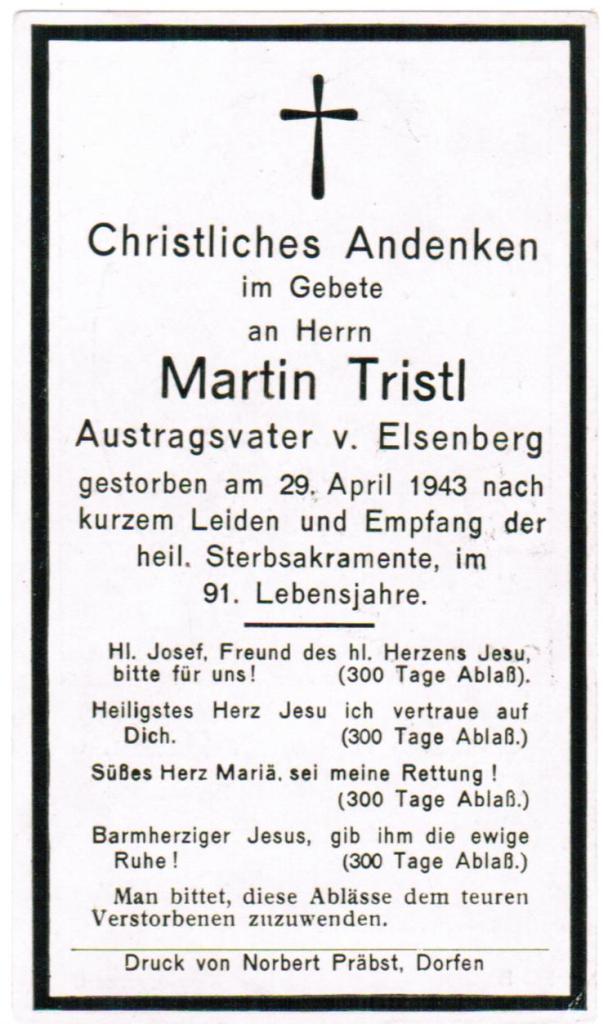 Christliches Andenken
im Gebete
an Herrn
Martin Tristl
Austragsvater v. Elsenberg
gestorben am 29. April 1943 nach
kurzem Leiden und Empfang der
heil. Sterbsakramente, im
91. Lebensjahre.
Hl. Josef, Freund des hl. Herzens Jesu,
bitte für uns! (300 Tage Ablaß).
Heiligstes Herz Jesu ich vertraue auf
Dich. (300 Tage Ablaß.)
Süßes Herz Mariä, sei meine Rettung!
(300 Tage Ablaß.)
Barmherziger Jesus, gib ihm die ewige
Ruhe! (300 Tage Ablaß.)
Man bittet, diese Ablässe dem teuren
Verstorbenen zuzuwenden.
Druck von Norbert Präbst, Dorfen